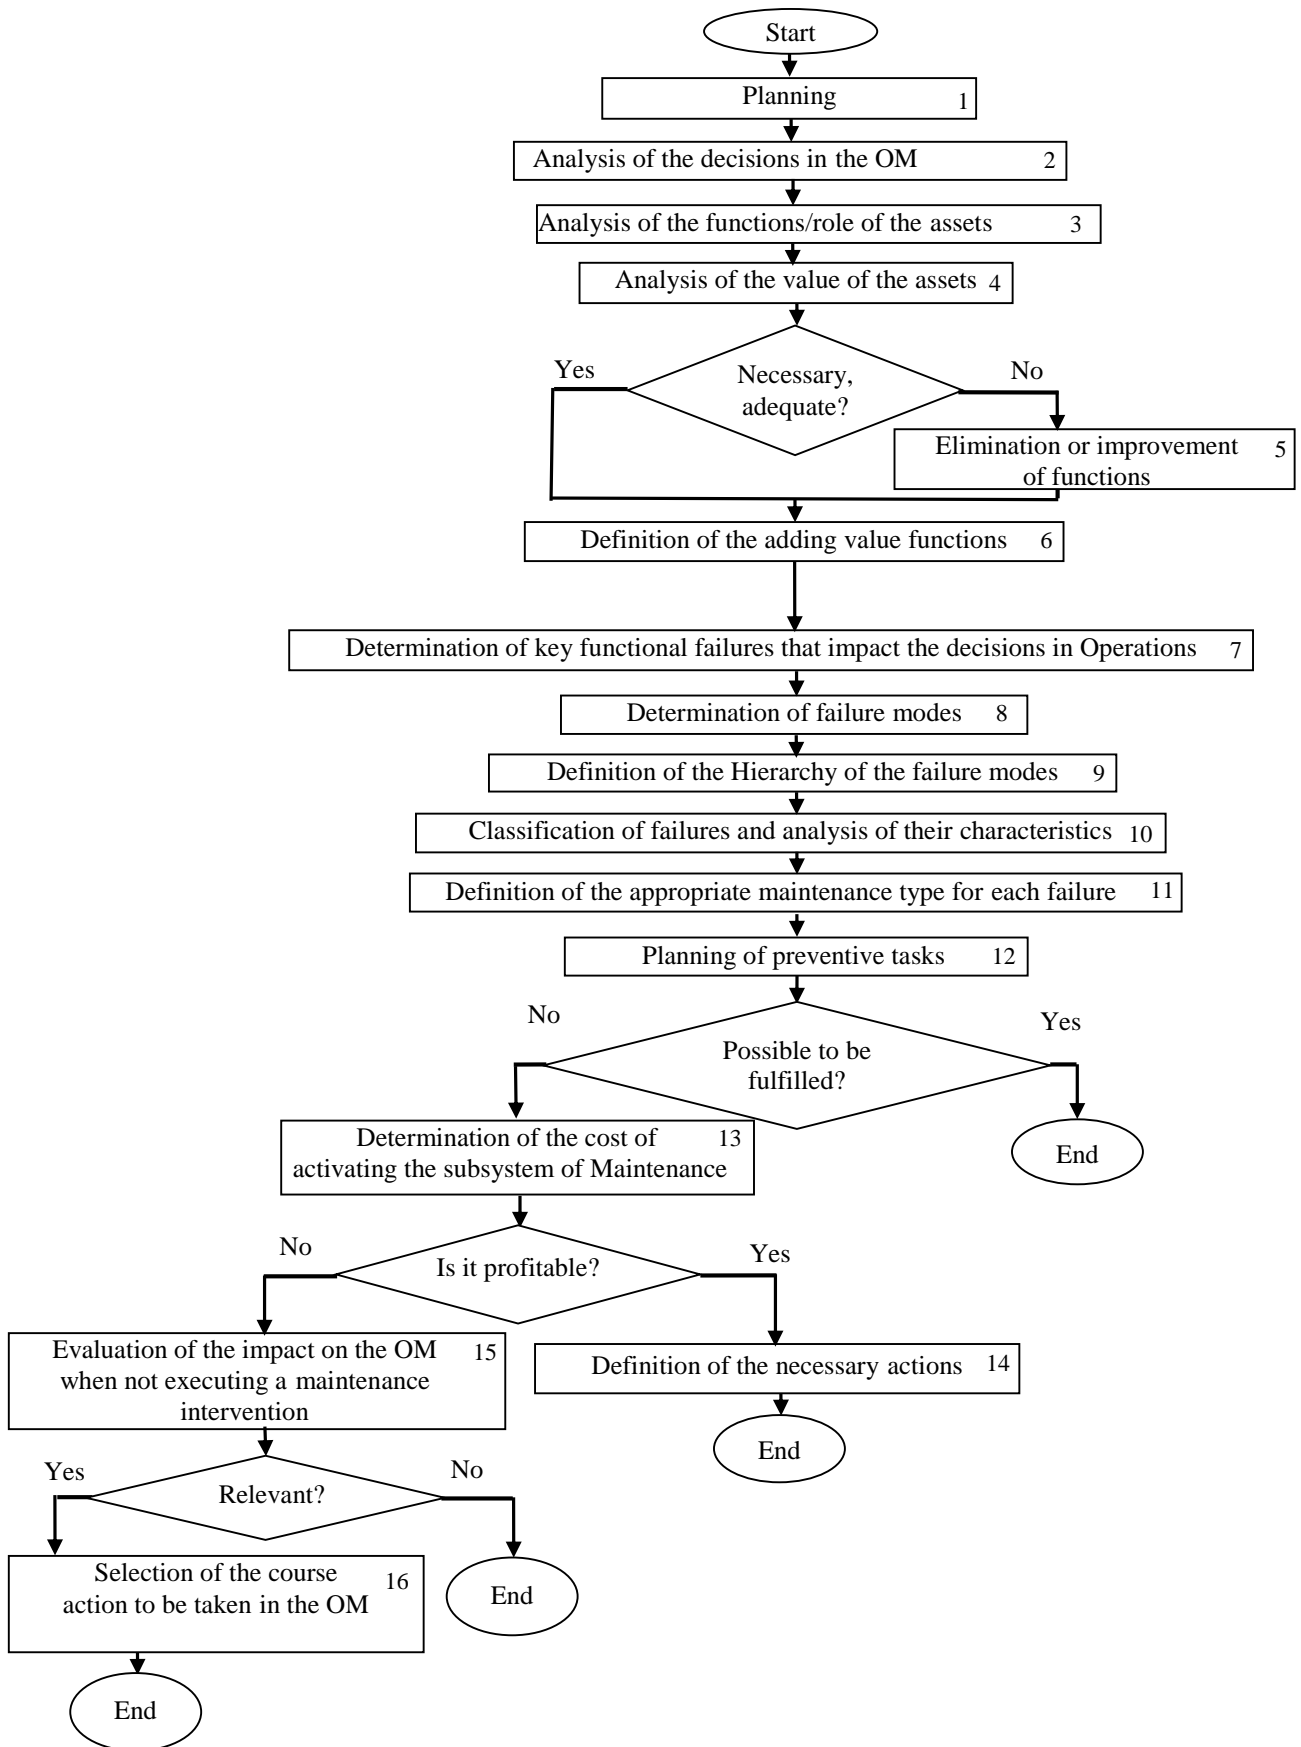 Start
Planning 1
Analysis of the decisions in the OM 2
Analysis of the functions/role of the assets 3
Analysis of the value of the assets 4
Yes
Necessary,
adequate?
No
Elimination or improvement 5
of functions
Definition of the adding value functions 6
Determination of key functional failures that impact the decisions in Operations 7
Determination of failure modes 8
Definition of the Hierarchy of the failure modes 9
Classification of failures and analysis of their characteristics 10
Definition of the appropriate maintenance type for each failure 11
Planning of preventive tasks 12
No
Possible to be
fulfilled?
Yes
Determination of the cost of 13
activating the subsystem of Maintenance
End
No
Is it profitable?
Yes
Evaluation of the impact on the OM 15
when not executing a maintenance
intervention
Definition of the necessary actions 14
End
Yes
Relevant?
No
Selection of the course 16
action to be taken in the OM
End
End